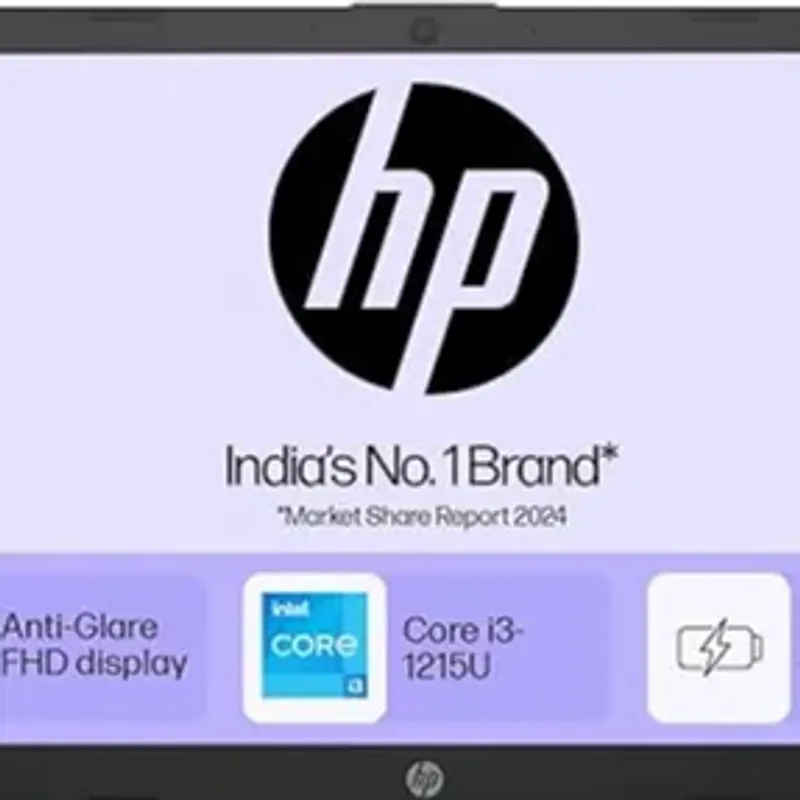 hp
India's No. 1 Brand*
*Market Share Report 2024
Anti-Glare
FHD display
intel
CORE
i3
Core i3-
1215U
hp